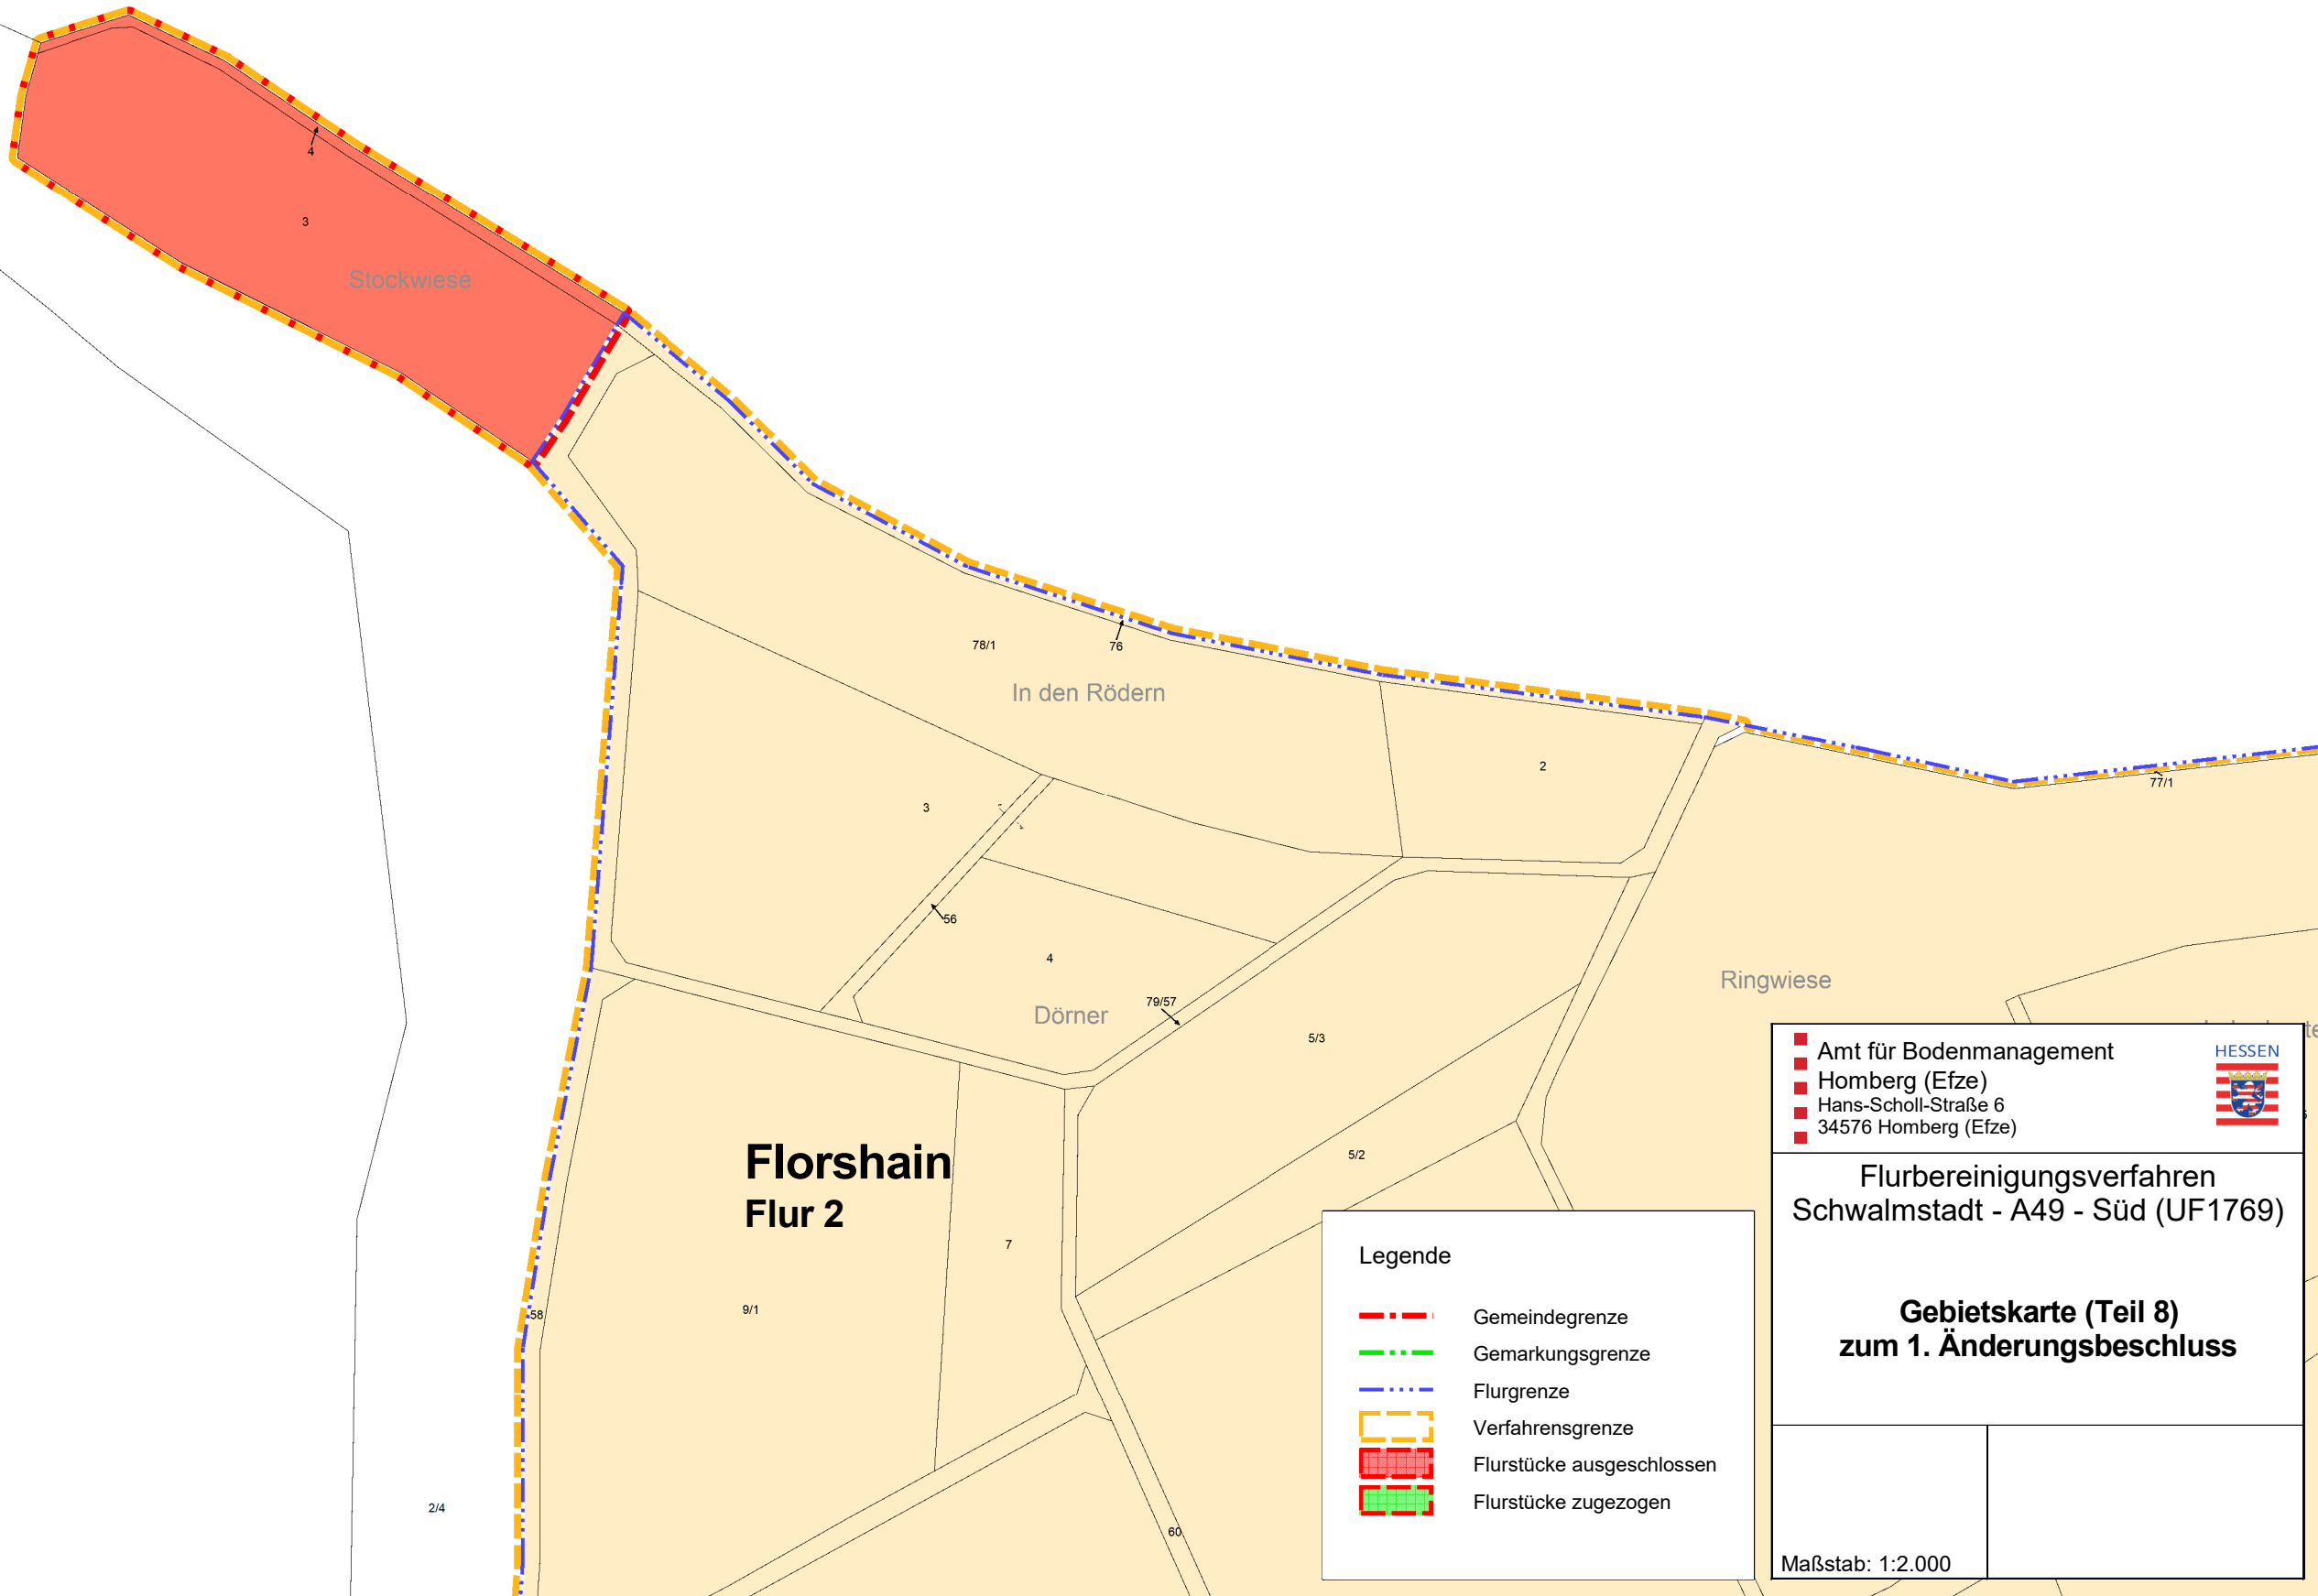 4
3
Stockwiese
78/1
76
In den Rödern
2
77/1
3
56
4
79/57
Dörner
5/3
Ringwiese
5/2
Florshain
Flur 2
7
9/1
58
2/4
60
Legende
Gemeindegrenze
Gemarkungsgrenze
Flurgrenze
Verfahrensgrenze
Flurstücke ausgeschlossen
Flurstücke zugezogen
Amt für Bodenmanagement
Homberg (Efze)
Hans-Scholl-Straße 6
34576 Homberg (Efze)
HESSEN
Flurbereinigungsverfahren
Schwalmstadt - A49 - Süd (UF1769)
Gebietskarte (Teil 8)
zum 1. Änderungsbeschluss
Maßstab: 1:2.000